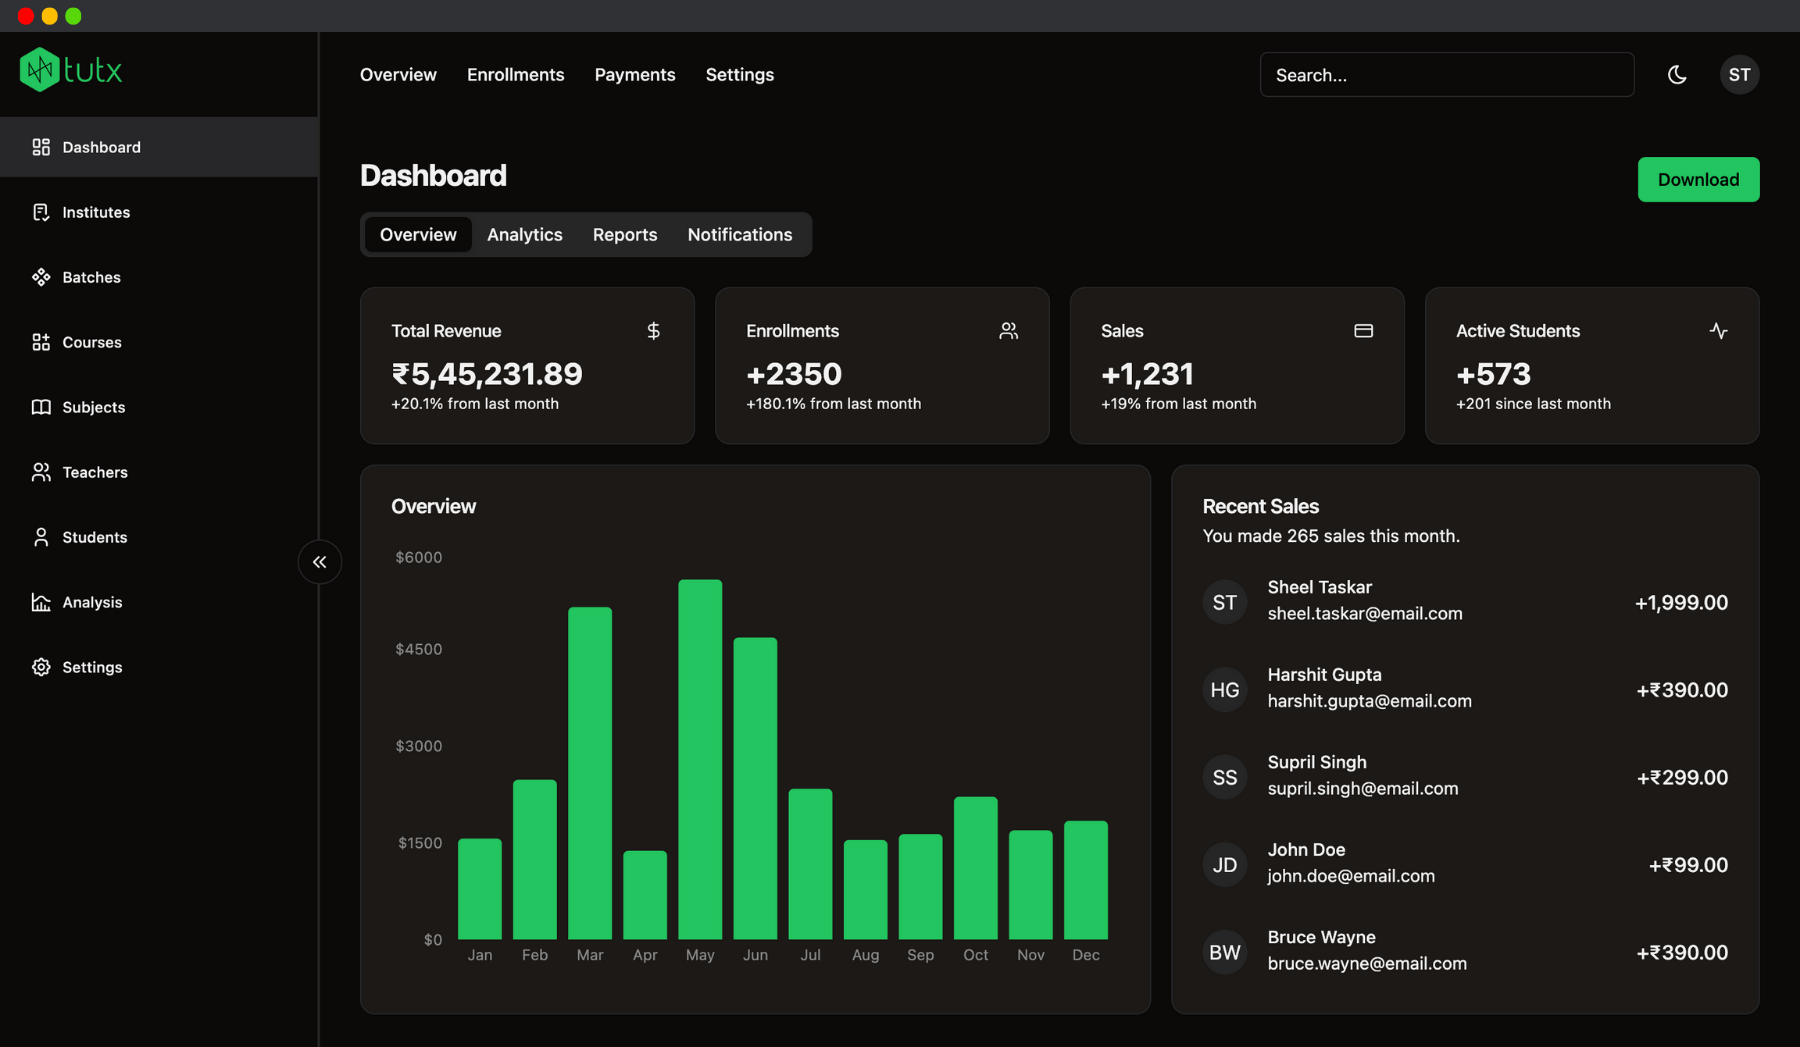 tutx
Overview Enrollments Payments Settings
Search...
ST
Dashboard
Institutes
Batches
Courses
Subjects
Teachers
Students
Analysis
Settings
Dashboard
Download
Overview Analytics Reports Notifications
Total Revenue
$
₹5,45,231.89
+20.1% from last month
Enrollments
+2350
+180.1% from last month
Sales
+1,231
+19% from last month
Active Students
+573
+201 since last month
Overview
$6000
$4500
$3000
$1500
$0
Jan Feb Mar Apr May Jun Jul Aug Sep Oct Nov Dec
Recent Sales
You made 265 sales this month.
ST
Sheel Taskar
sheel.taskar@email.com
+1,999.00
HG
Harshit Gupta
harshit.gupta@email.com
+₹390.00
SS
Supril Singh
supril.singh@email.com
+₹299.00
JD
John Doe
john.doe@email.com
+₹99.00
BW
Bruce Wayne
bruce.wayne@email.com
+₹390.00